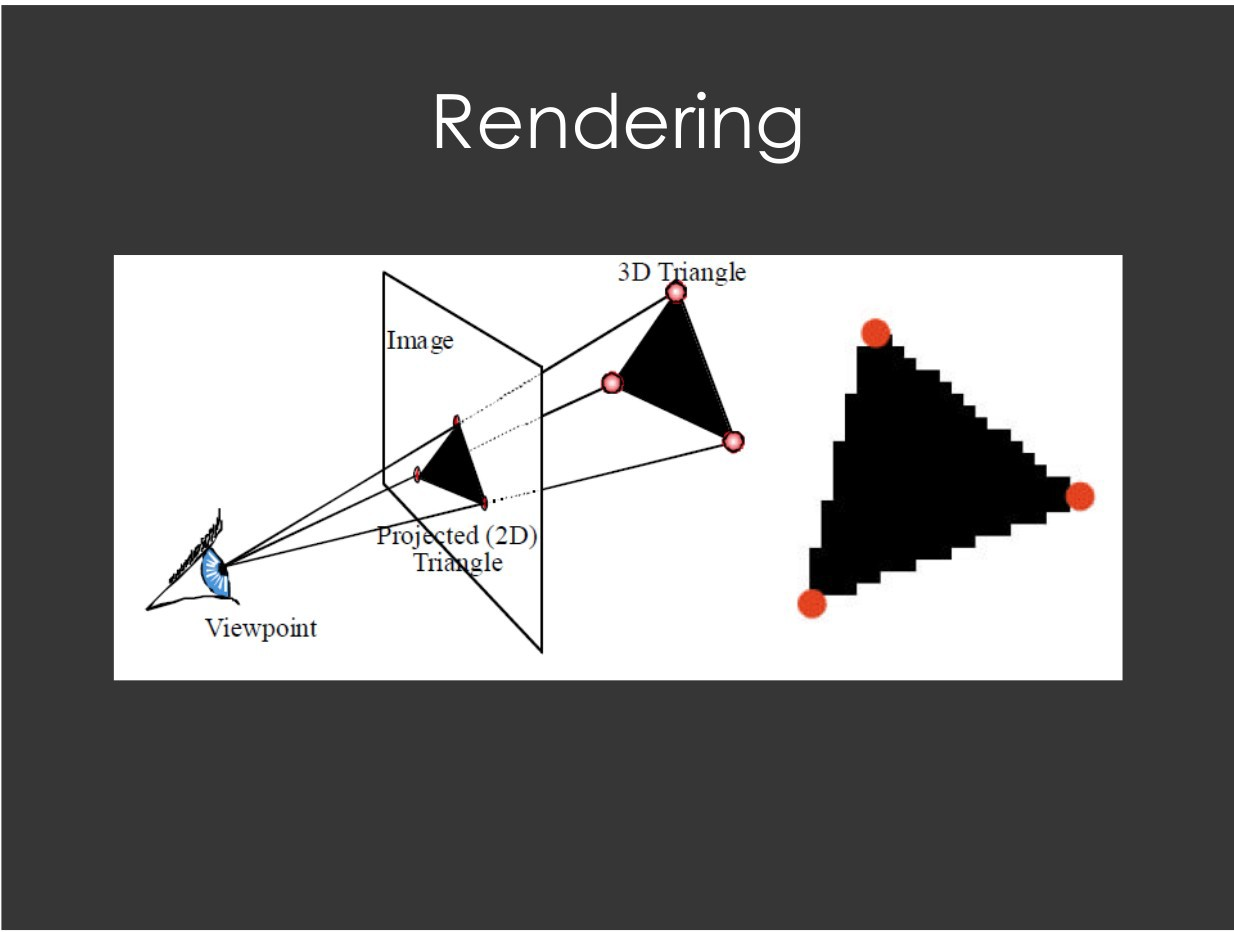 Rendering
3D Triangle
Image
Projected (2D)
Triangle
Viewpoint